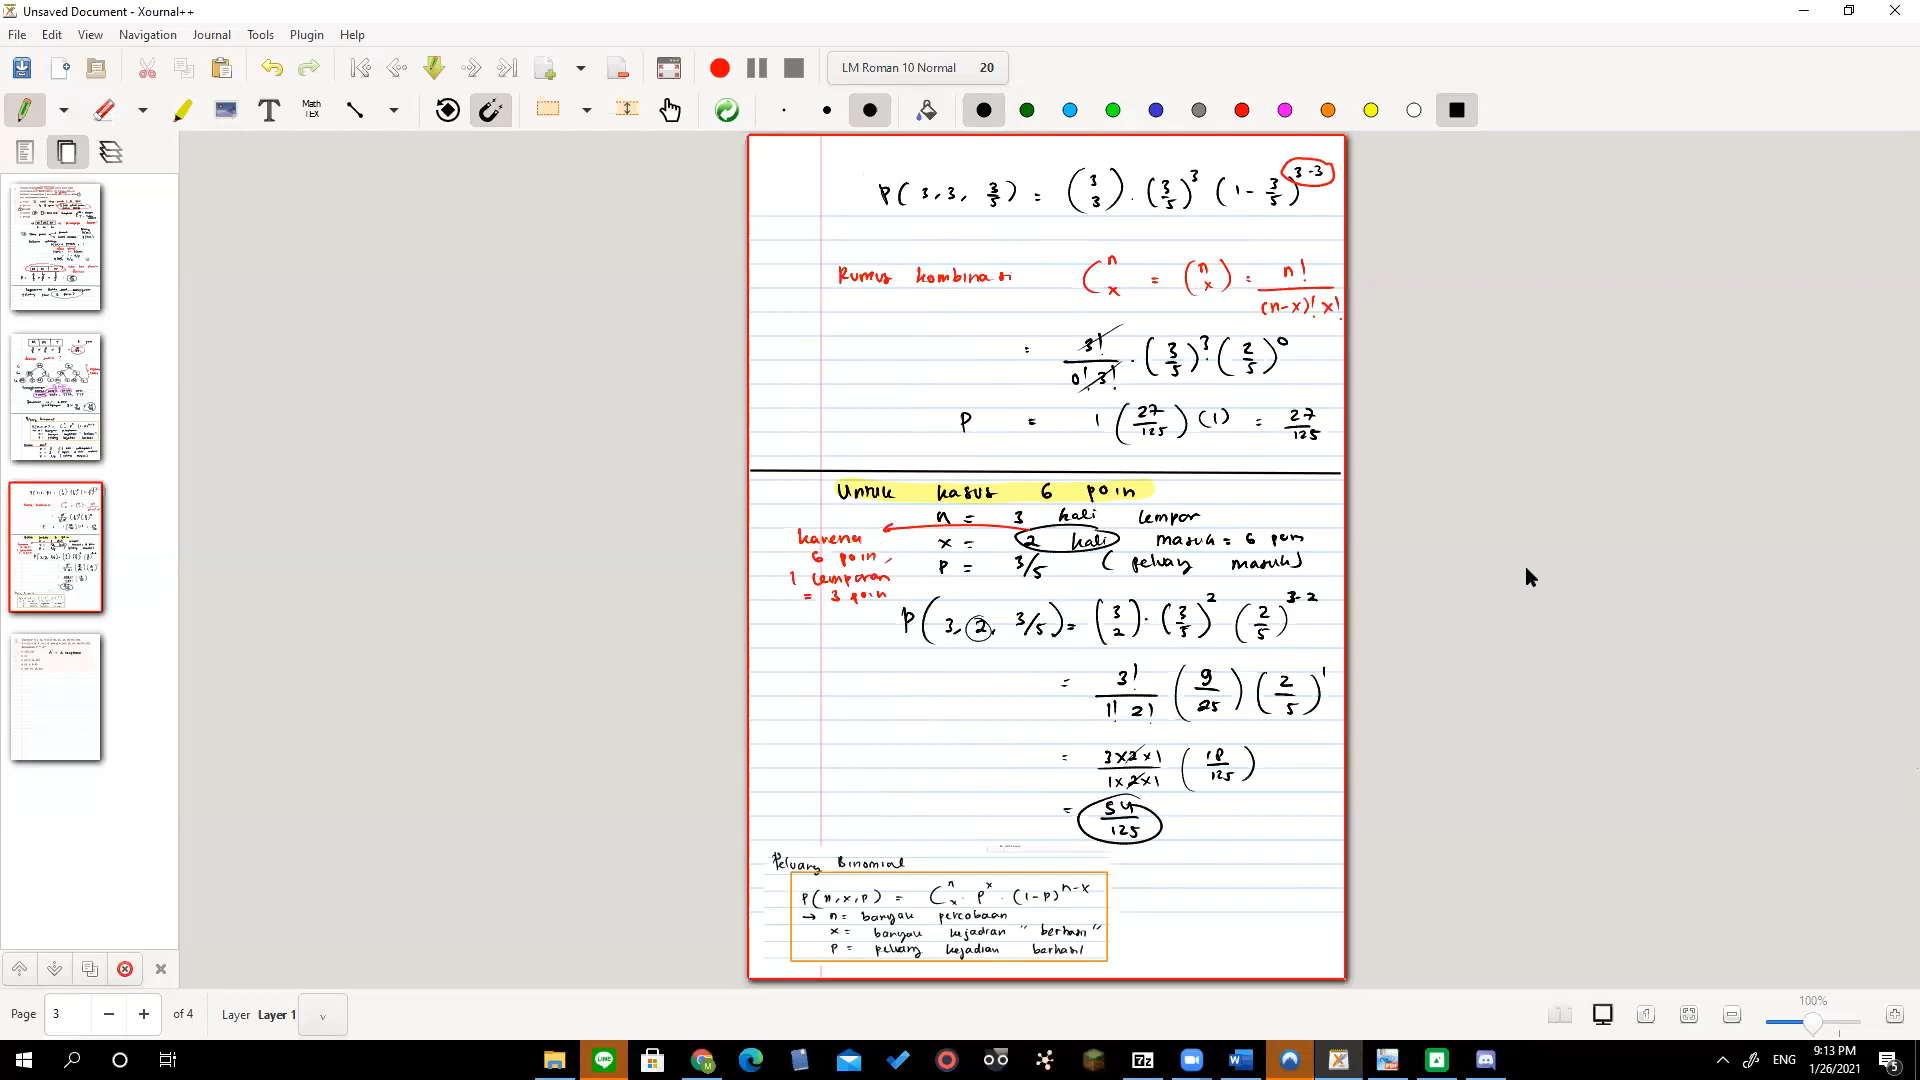 Unsaved Document - Xournal++
File Edit View Navigation Journal Tools Plugin Help
LM Roman 10 Normal 20
Math TEX
P( 3, 3, 3/5 ) = (3 3) . (3/5)^3 (1 - 3/5)^3-3
Rumus kombinasi C^n_x = (n x) = n! / (n-x)! x!
= 3! / 0! 3! . (3/5)^3 . (2/5)^0
P = 1 (27/125) (1) = 27/125
Untuk kasus 6 poin
n = 3 kali lempar
x = 2 kali masuk = 6 poin
P = 3/5 ( peluang masuk )
karena
6 poin,
1 lemparan
= 3 poin
P( 3, 2, 3/5 ) = (3 2) . (3/5)^2 (2/5)^3-2
= 3! / 1! 2! (9/25) (2/5)^1
= 3x2x1 / 1x2x1 (18/125)
= 54/125
Peluang Binomial
P(n,x,p) = C^n_x . p^x . (1-p)^n-x
→ n = banyak percobaan
x = banyak kejadian "berhasil"
P = peluang kejadian berhasil
Page 3 of 4 Layer Layer 1
100%
ENG
9:13 PM
1/26/2021
5